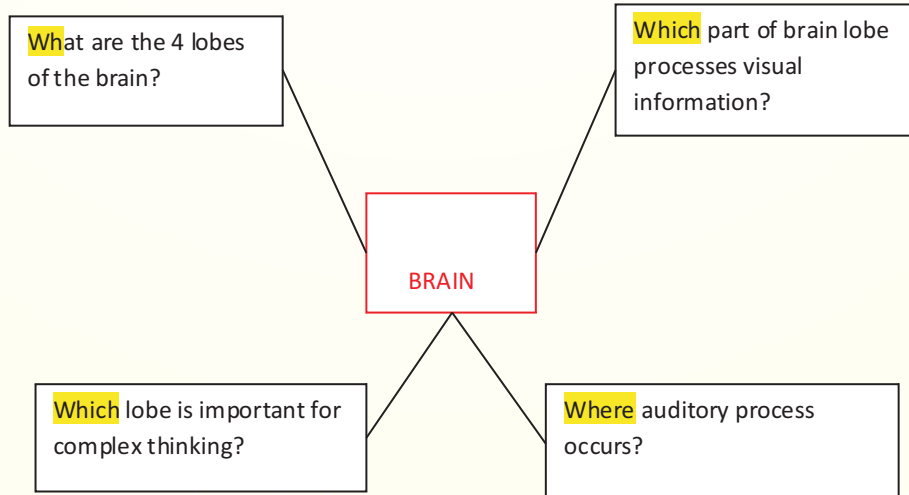 What are the 4 lobes
of the brain?
Which part of brain lobe
processes visual
information?
BRAIN
Which lobe is important for
complex thinking?
Where auditory process
occurs?